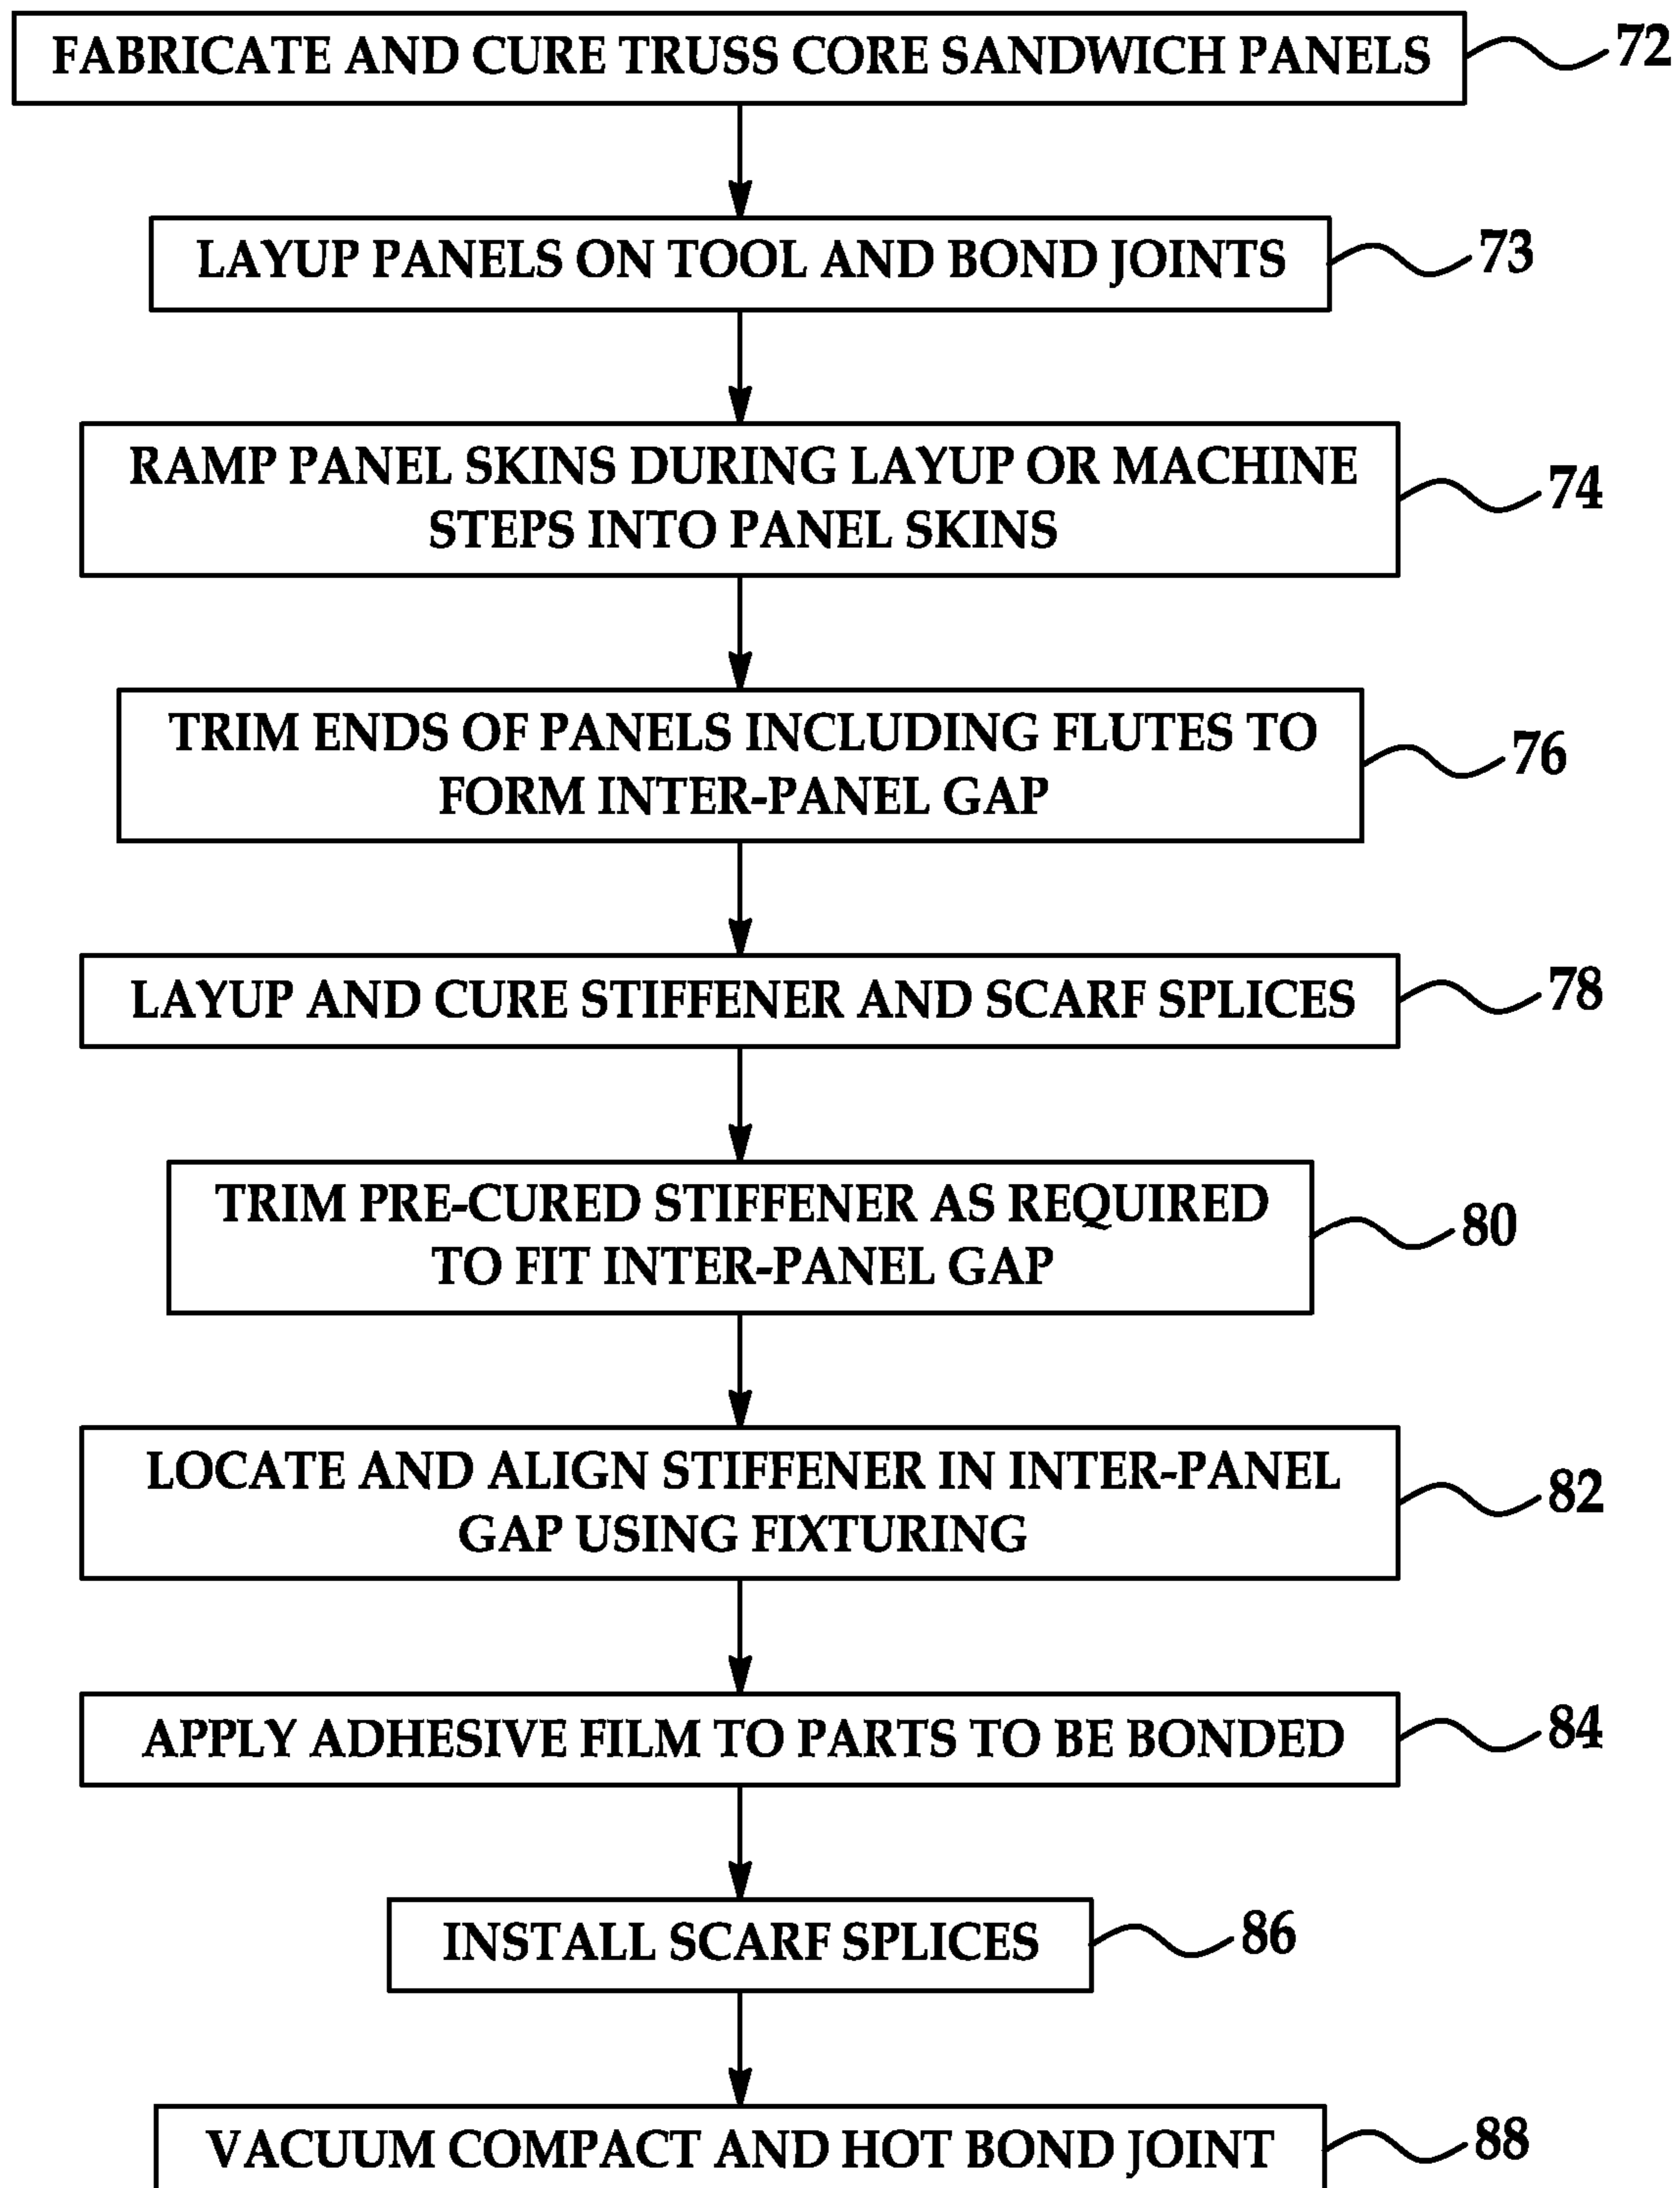 FABRICATE AND CURE TRUSS CORE SANDWICH PANELS
72
LAYUP PANELS ON TOOL AND BOND JOINTS
73
RAMP PANEL SKINS DURING LAYUP OR MACHINE
STEPS INTO PANEL SKINS
74
TRIM ENDS OF PANELS INCLUDING FLUTES TO
FORM INTER-PANEL GAP
76
LAYUP AND CURE STIFFENER AND SCARF SPLICES
78
TRIM PRE-CURED STIFFENER AS REQUIRED
TO FIT INTER-PANEL GAP
80
LOCATE AND ALIGN STIFFENER IN INTER-PANEL
GAP USING FIXTURING
82
APPLY ADHESIVE FILM TO PARTS TO BE BONDED
84
INSTALL SCARF SPLICES
86
VACUUM COMPACT AND HOT BOND JOINT
88